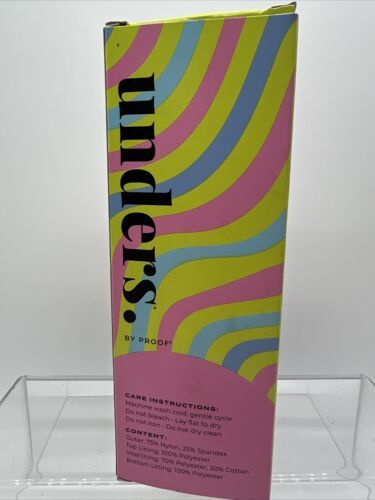 unders.
BY PROOF®
CARE INSTRUCTIONS:
Machine wash cold, gentle cycle
Do not bleach • Lay flat to dry
Do not iron • Do not dry clean
CONTENT:
Outer: 75% Nylon, 25% Spandex
Top Lining: 100% Polyester
Interlining: 70% Polyester, 30% Cotton
Bottom Lining: 100% Polyester